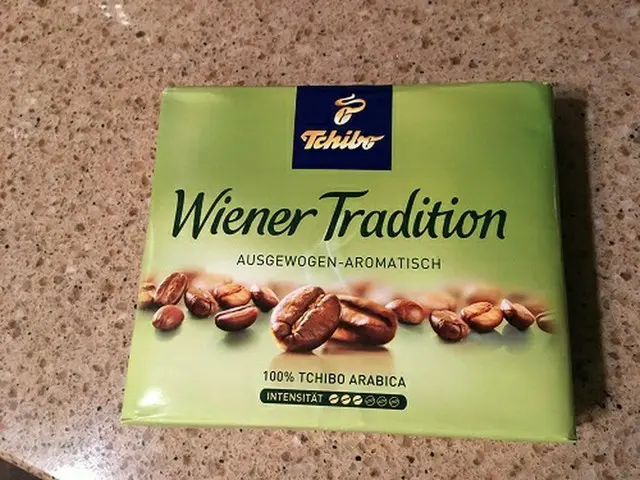 Tchibo
Wiener Tradition
AUSGEWOGEN-AROMATISCH
100% TCHIBO ARABICA
INTENSITÄT